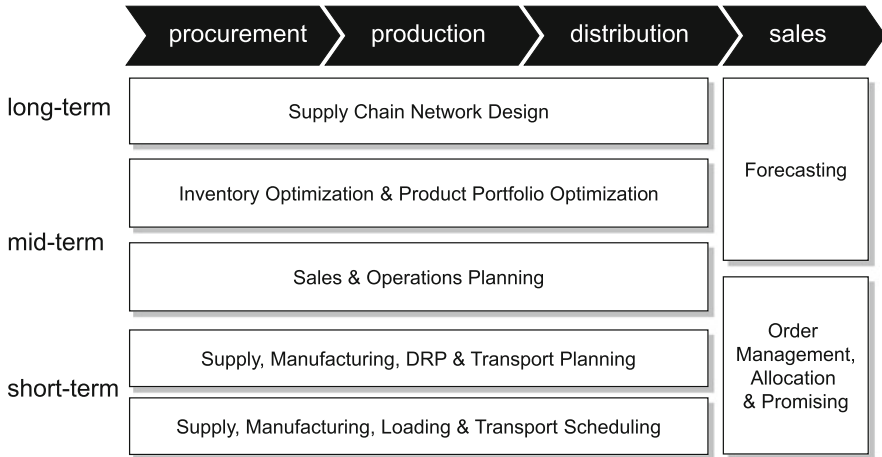 procurement
production
distribution
sales
long-term
Supply Chain Network Design
Forecasting
Inventory Optimization & Product Portfolio Optimization
mid-term
Sales & Operations Planning
Order
Management,
Allocation
& Promising
Supply, Manufacturing, DRP & Transport Planning
short-term
Supply, Manufacturing, Loading & Transport Scheduling